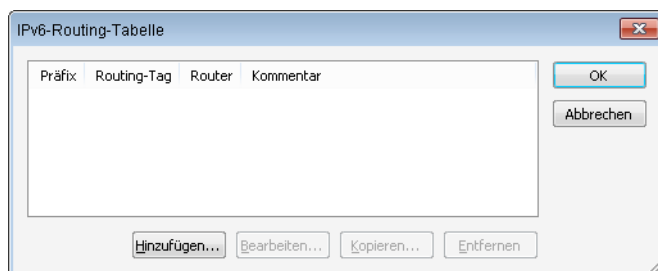 IPv6-Routing-Tabelle
Präfix Routing-Tag Router Kommentar
OK
Abbrechen
Hinzufügen... Bearbeiten... Kopieren... Entfernen